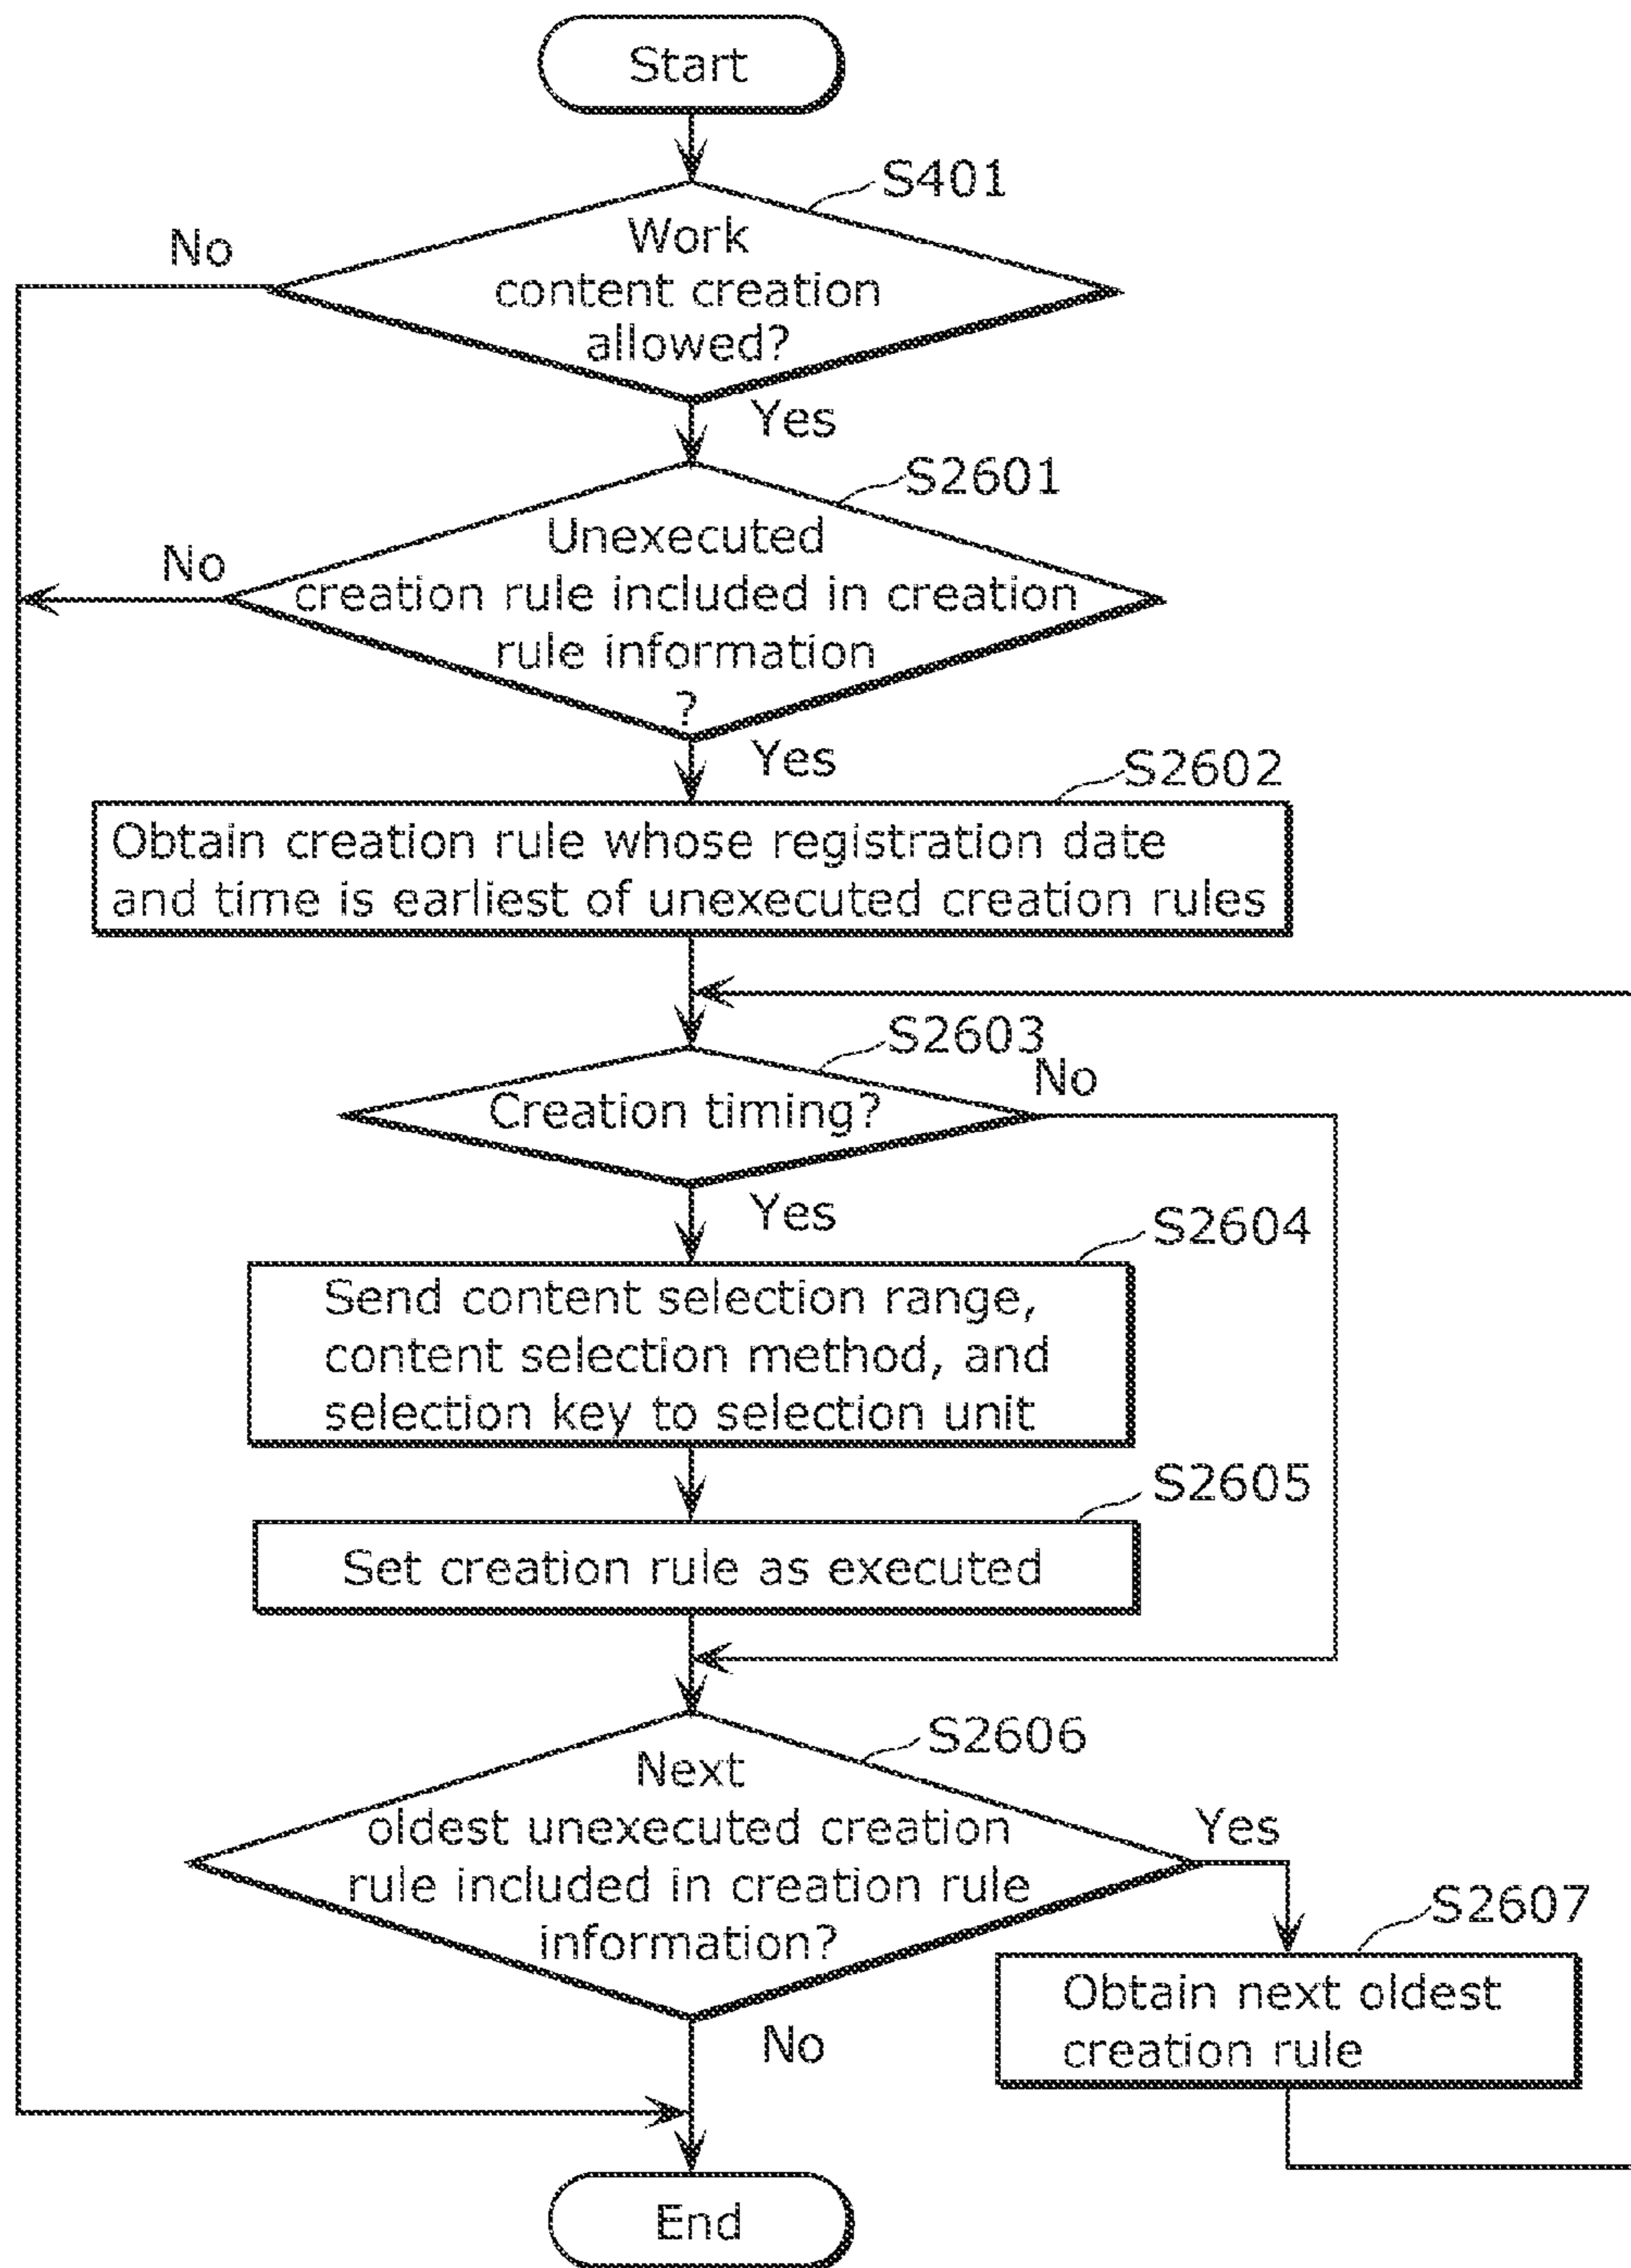 Start
S401
No
Work
content creation
allowed?
Yes
S2601
No
Unexecuted
creation rule included in creation
rule information
?
Yes
S2602
Obtain creation rule whose registration date
and time is earliest of unexecuted creation rules
S2603
No
Creation timing?
Yes
S2604
Send content selection range,
content selection method, and
selection key to selection unit
S2605
Set creation rule as executed
S2606
Next
oldest unexecuted creation
rule included in creation rule
information?
Yes
S2607
Obtain next oldest
creation rule
No
End